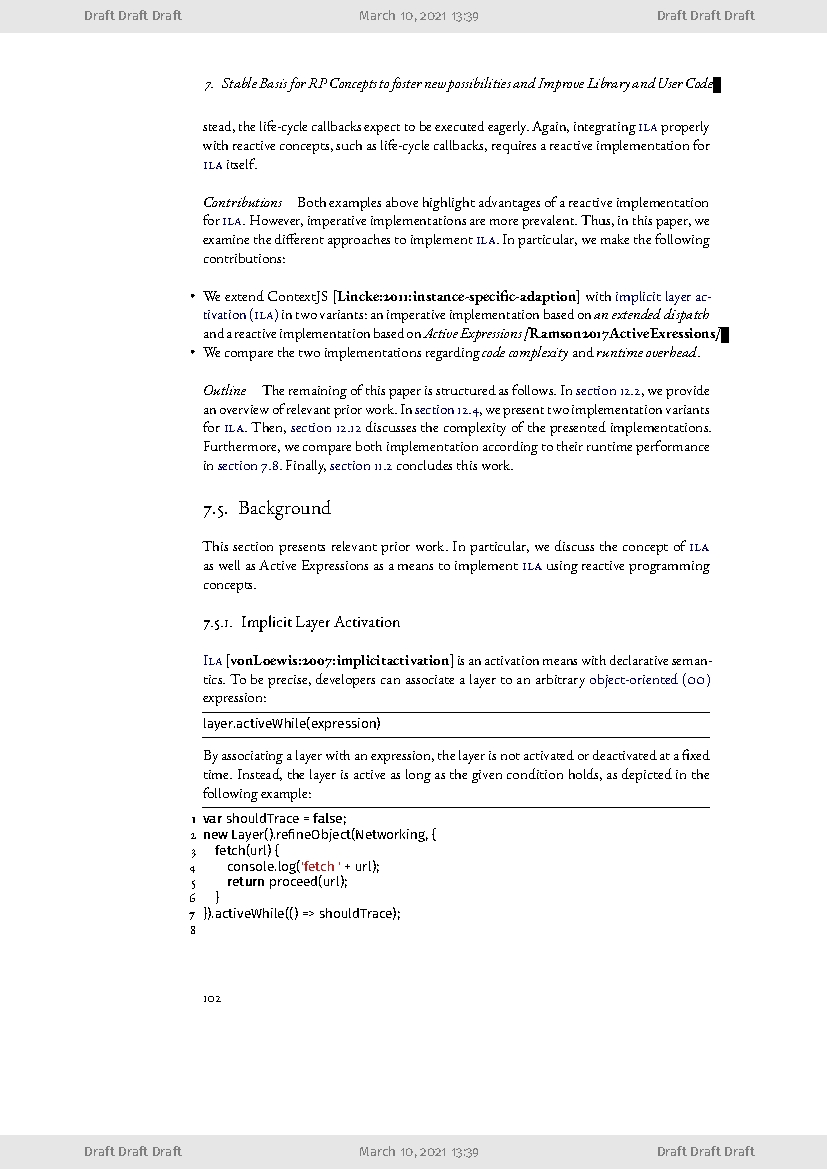 Draft Draft Draft March 10, 2021 13:39 Draft Draft Draft
7. Stable Basis for RP Concepts to foster new possibilities and Improve Library and User Code
stead, the life-cycle callbacks expect to be executed eagerly. Again, integrating ILA properly
with reactive concepts, such as life-cycle callbacks, requires a reactive implementation for
ILA itself.
Contributions Both examples above highlight advantages of a reactive implementation
for ILA. However, imperative implementations are more prevalent. Thus, in this paper, we
examine the different approaches to implement ILA. In particular, we make the following
contributions:
• We extend ContextJS [Lincke:2011:instance-specific-adaption] with implicit layer ac-
tivation (ILA) in two variants: an imperative implementation based on an extended dispatch
and a reactive implementation based on Active Expressions [Ramson2017ActiveExressions]
• We compare the two implementations regarding code complexity and runtime overhead.
Outline The remaining of this paper is structured as follows. In section 12.2, we provide
an overview of relevant prior work. In section 12.4, we present two implementation variants
for ILA. Then, section 12.12 discusses the complexity of the presented implementations.
Furthermore, we compare both implementation according to their runtime performance
in section 7.8. Finally, section 11.2 concludes this work.
7.5. Background
This section presents relevant prior work. In particular, we discuss the concept of ILA
as well as Active Expressions as a means to implement ILA using reactive programming
concepts.
7.5.1. Implicit Layer Activation
ILA [vonLoewis:2007:implicitactivation] is an activation means with declarative seman-
tics. To be precise, developers can associate a layer to an arbitrary object-oriented (OO)
expression:
layer.activeWhile(expression)
By associating a layer with an expression, the layer is not activated or deactivated at a fixed
time. Instead, the layer is active as long as the given condition holds, as depicted in the
following example:
1 var shouldTrace = false;
2 new Layer().refineObject(Networking, {
3 fetch(url) {
4 console.log('fetch ' + url);
5 return proceed(url);
6 }
7 }).activeWhile(() => shouldTrace);
8
102
Draft Draft Draft March 10, 2021 13:39 Draft Draft Draft